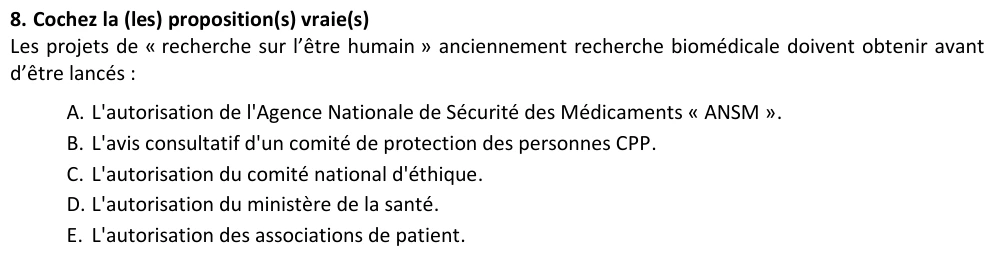 8. Cochez la (les) proposition(s) vraie(s)
Les projets de « recherche sur l’être humain » anciennement recherche biomédicale doivent obtenir avant
d’être lancés :
A. L'autorisation de l'Agence Nationale de Sécurité des Médicaments « ANSM ».
B. L'avis consultatif d'un comité de protection des personnes CPP.
C. L'autorisation du comité national d'éthique.
D. L'autorisation du ministère de la santé.
E. L'autorisation des associations de patient.